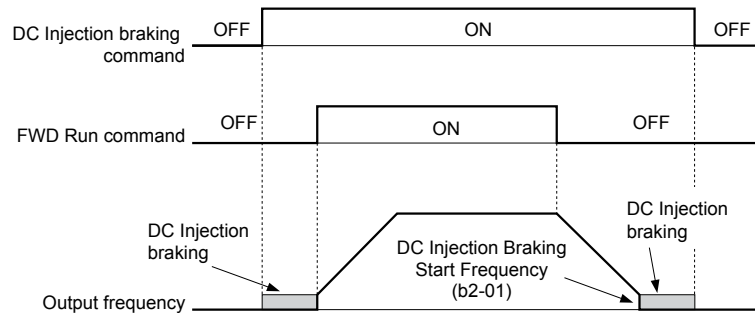 DC Injection braking
command
OFF
ON
OFF
FWD Run command
OFF
ON
OFF
DC Injection
braking
DC Injection Braking
Start Frequency
(b2-01)
DC Injection
braking
Output frequency